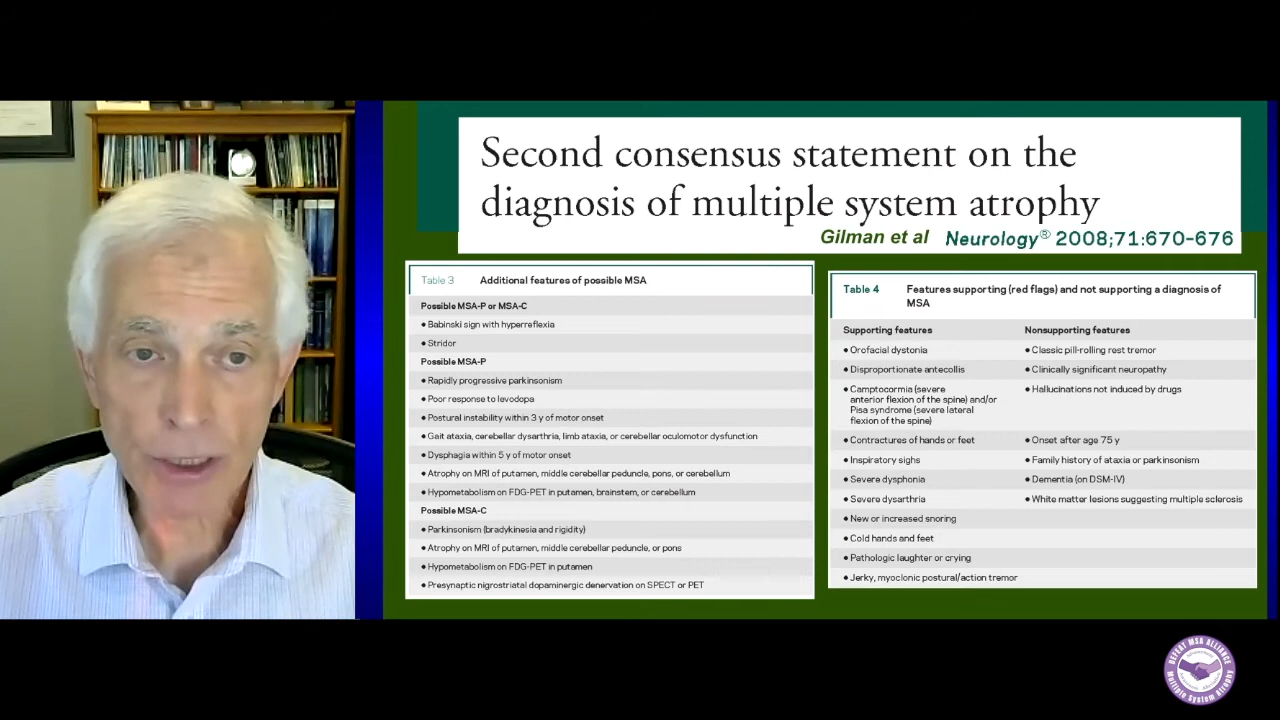 Second consensus statement on the
diagnosis of multiple system atrophy
Gilman et al Neurology® 2008;71:670-676
Table 3 Additional features of possible MSA
Possible MSA-P or MSA-C
• Babinski sign with hyperreflexia
• Stridor
Possible MSA-P
• Rapidly progressive parkinsonism
• Poor response to levodopa
• Postural instability within 3 y of motor onset
• Gait ataxia, cerebellar dysarthria, limb ataxia, or cerebellar oculomotor dysfunction
• Dysphagia within 5 y of motor onset
• Atrophy on MRI of putamen, middle cerebellar peduncle, pons, or cerebellum
• Hypometabolism on FDG-PET in putamen, brainstem, or cerebellum
Possible MSA-C
• Parkinsonism (bradykinesia and rigidity)
• Atrophy on MRI of putamen, middle cerebellar peduncle, or pons
• Hypometabolism on FDG-PET in putamen
• Presynaptic nigrostriatal dopaminergic denervation on SPECT or PET
Table 4 Features supporting (red flags) and not supporting a diagnosis of
MSA
Supporting features Nonsupporting features
• Orofacial dystonia • Classic pill-rolling rest tremor
• Disproportionate antecollis • Clinically significant neuropathy
• Camptocormia (severe • Hallucinations not induced by drugs
anterior flexion of the spine) and/or
Pisa syndrome (severe lateral
flexion of the spine)
• Contractures of hands or feet • Onset after age 75 y
• Inspiratory sighs • Family history of ataxia or parkinsonism
• Severe dysphonia • Dementia (on DSM-IV)
• Severe dysarthria • White matter lesions suggesting multiple sclerosis
• New or increased snoring
• Cold hands and feet
• Pathologic laughter or crying
• Jerky, myoclonic postural/action tremor
DEFEAT MSA ALLIANCE
Multiple System Atrophy